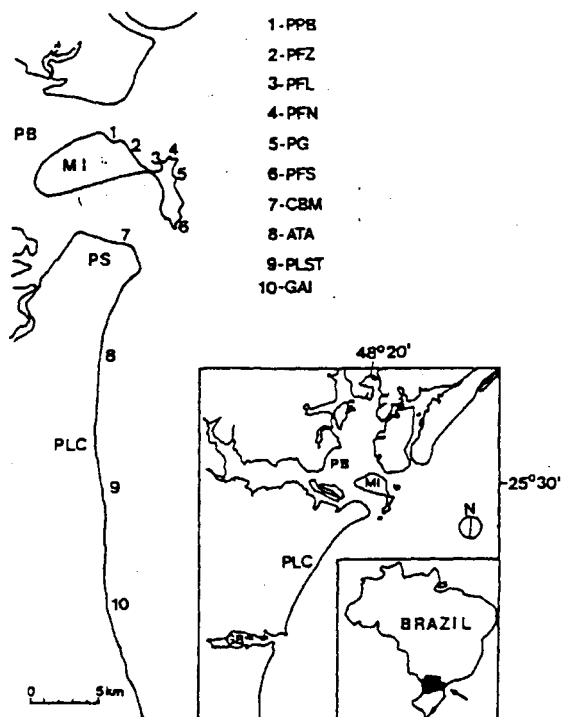 1-PPB
2-PFZ
3-PFL
4-PFN
5-PG
6-PFS
7-CBM
8-ATA
9-PLST
10-GAI
PB
MI
1
2
3
4
5
6
7
PS
8
PLC
9
10
0 5km
48°20'
PB
MI
25°30'
N
PLC
GB
BRAZIL